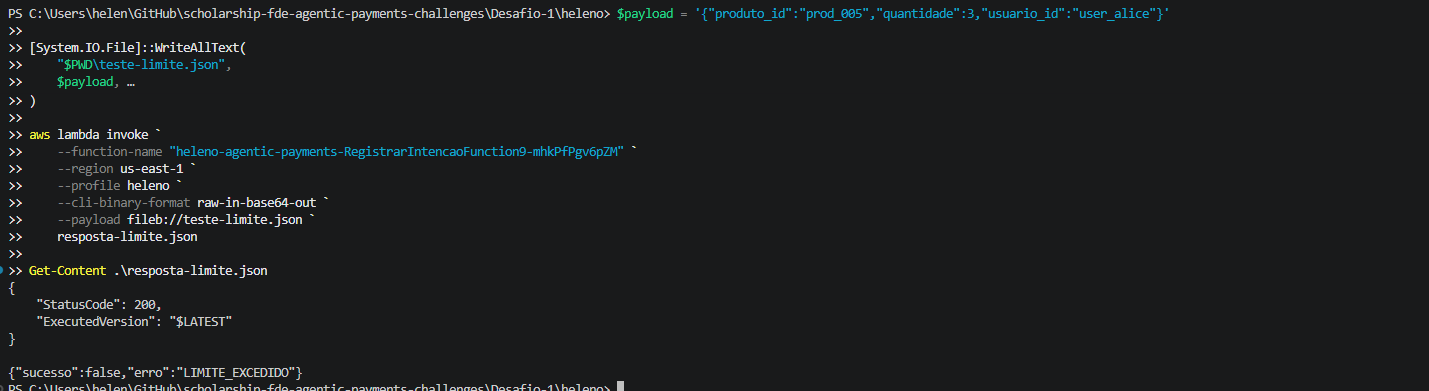 PS C:\Users\helen\GitHub\scholarship-fde-agentic-payments-challenges\Desafio-1\heleno> $payload = '{"produto_id":"prod_005","quantidade":3,"usuario_id":"user_alice"}'
>>
>> [System.IO.File]::WriteAllText(
>>     "$PWD\teste-limite.json",
>>     $payload, …
>> )
>>
>> aws lambda invoke `
>>     --function-name "heleno-agentic-payments-RegistrarIntencaoFunction9-mhkPfPgv6pZM" `
>>     --region us-east-1 `
>>     --profile heleno `
>>     --cli-binary-format raw-in-base64-out `
>>     --payload fileb://teste-limite.json `
>>     resposta-limite.json
>>
>> Get-Content .\resposta-limite.json
{
    "StatusCode": 200,
    "ExecutedVersion": "$LATEST"
}
{"sucesso":false,"erro":"LIMITE_EXCEDIDO"}
PS C:\Users\helen\GitHub\scholarship-fde-agentic-payments-challenges\Desafio-1\heleno>